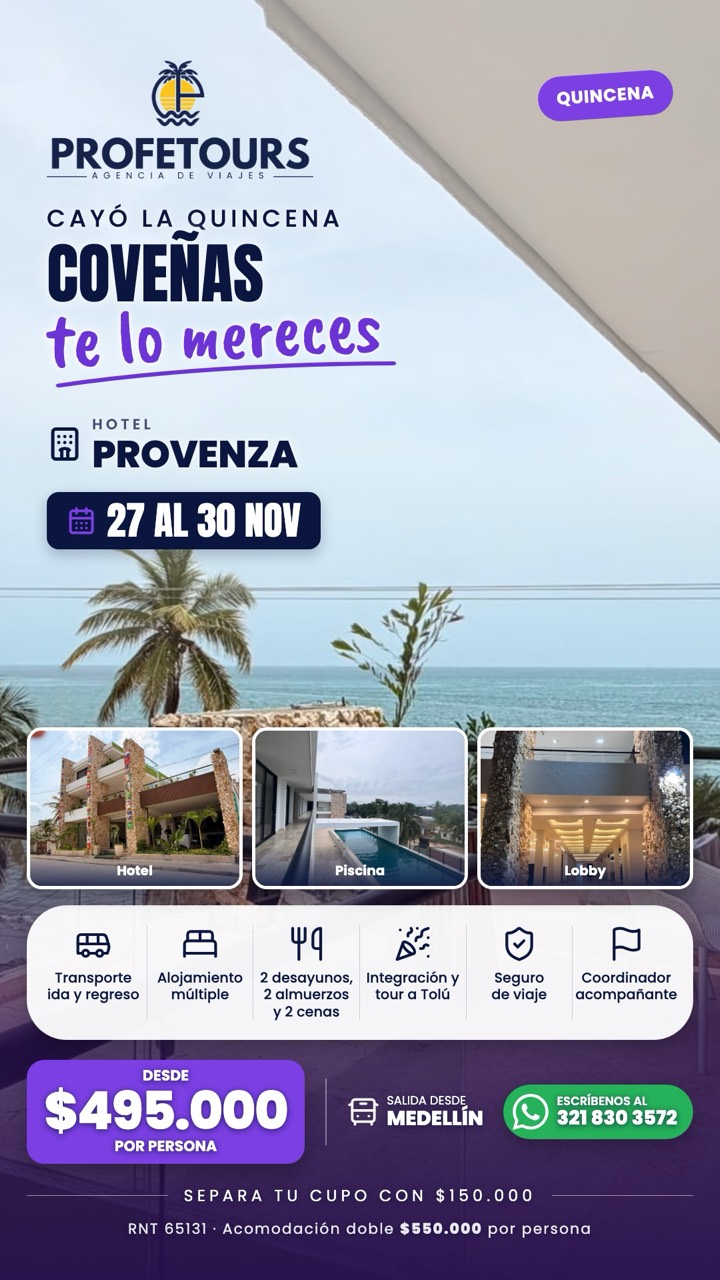 PROFETOURS
AGENCIA DE VIAJES
QUINCENA
CAYÓ LA QUINCENA
COVEÑAS
te lo mereces
HOTEL
PROVENZA
27 AL 30 NOV
Hotel
Piscina
Lobby
Transporte
ida y regreso
Alojamiento
múltiple
2 desayunos,
2 almuerzos
y 2 cenas
Integración y
tour a Tolú
Seguro
de viaje
Coordinador
acompañante
DESDE
$495.000
POR PERSONA
SALIDA DESDE
MEDELLÍN
ESCRÍBENOS AL
321 830 3572
SEPARA TU CUPO CON $150.000
RNT 65131 · Acomodación doble $550.000 por persona